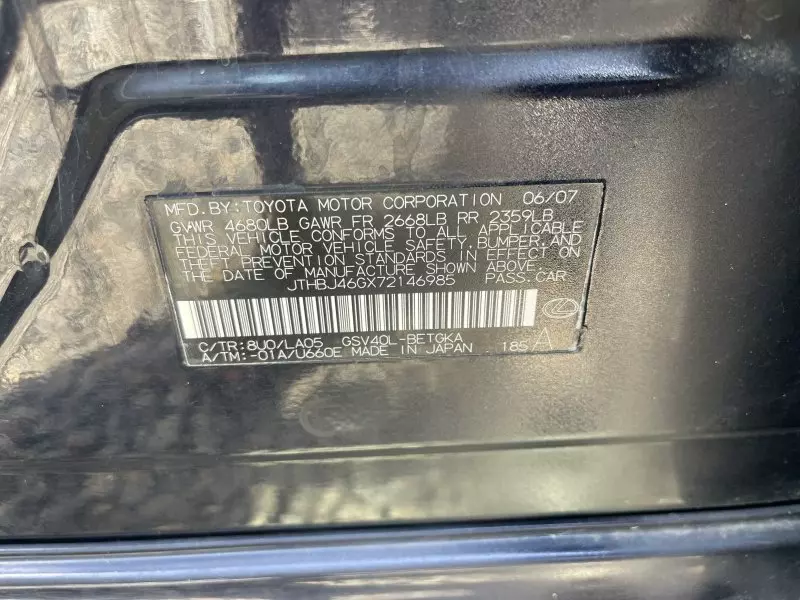 MFD.BY:TOYOTA MOTOR CORPORATION 06/07
GVWR 4680LB GAWR FR 2668LB RR 2359LB
THIS VEHICLE CONFORMS TO ALL APPLICABLE
FEDERAL MOTOR VEHICLE SAFETY,BUMPER,AND
THEFT PREVENTION STANDARDS IN EFFECT ON
THE DATE OF MANUFACTURE SHOWN ABOVE
JTHBJ46GX72146985 PASS.CAR
C/TR:8U0/LA05 GSV40L-BETGKA
A/TM:-01A/U660E MADE IN JAPAN 185 A